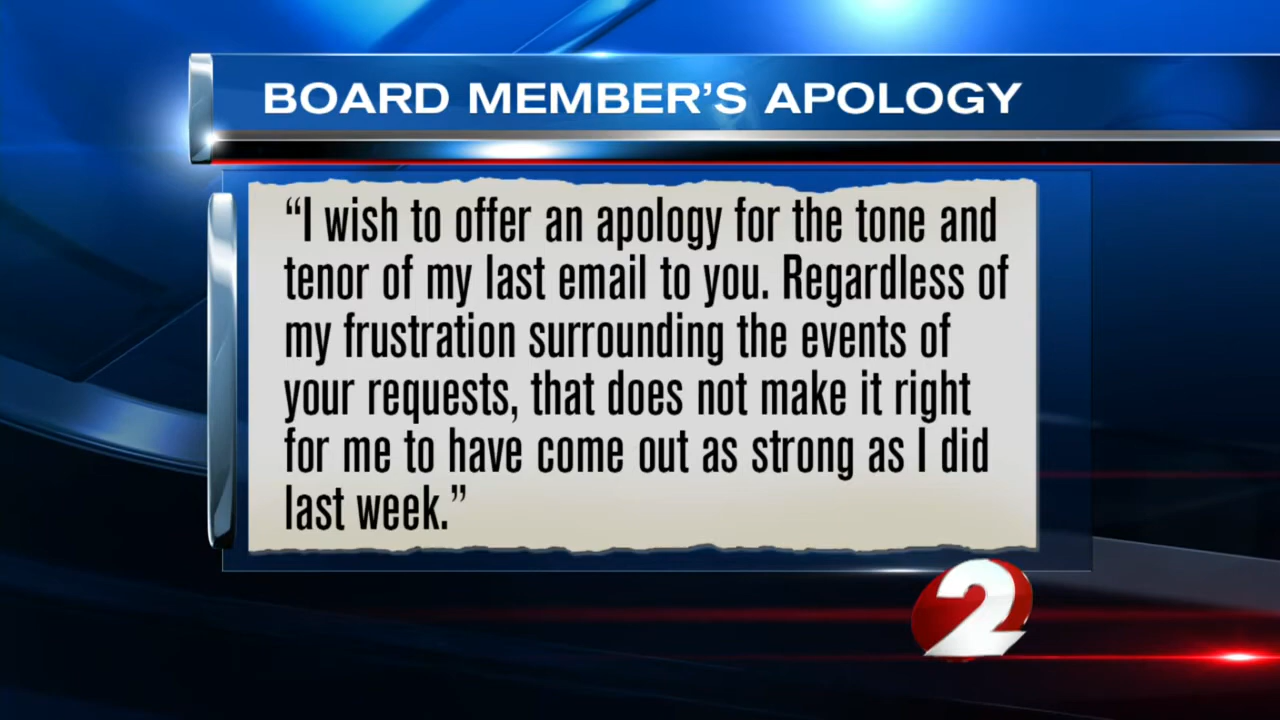 BOARD MEMBER’S APOLOGY
“I wish to offer an apology for the tone and
tenor of my last email to you. Regardless of
my frustration surrounding the events of
your requests, that does not make it right
for me to have come out as strong as I did
last week.”
2